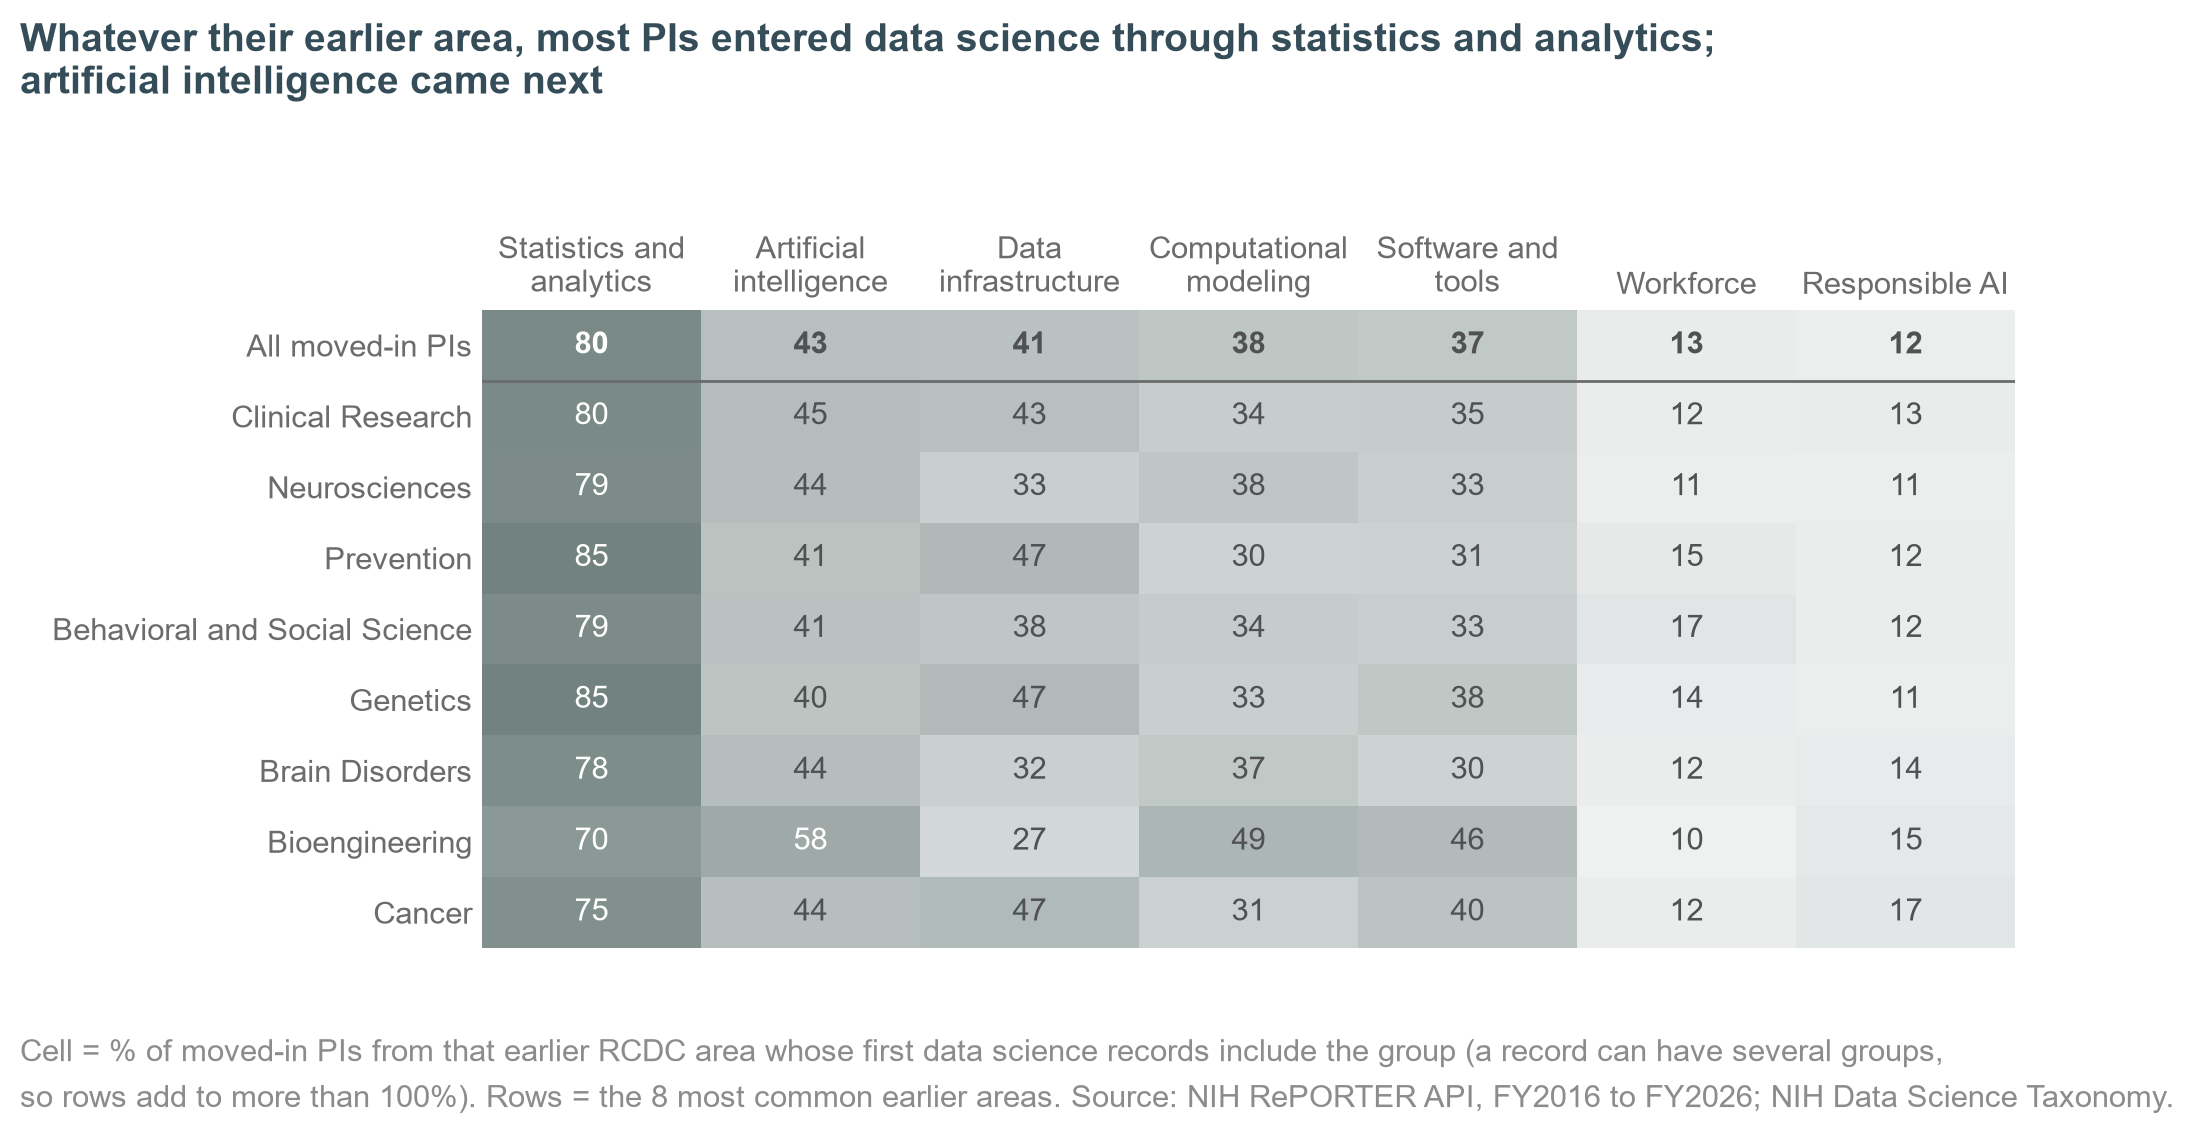 Whatever their earlier area, most PIs entered data science through statistics and analytics;
artificial intelligence came next
Statistics and analytics Artificial intelligence Data infrastructure Computational modeling Software and tools Workforce Responsible AI
All moved-in PIs 80 43 41 38 37 13 12
Clinical Research 80 45 43 34 35 12 13
Neurosciences 79 44 33 38 33 11 11
Prevention 85 41 47 30 31 15 12
Behavioral and Social Science 79 41 38 34 33 17 12
Genetics 85 40 47 33 38 14 11
Brain Disorders 78 44 32 37 30 12 14
Bioengineering 70 58 27 49 46 10 15
Cancer 75 44 47 31 40 12 17
Cell = % of moved-in PIs from that earlier RCDC area whose first data science records include the group (a record can have several groups,
so rows add to more than 100%). Rows = the 8 most common earlier areas. Source: NIH RePORTER API, FY2016 to FY2026; NIH Data Science Taxonomy.